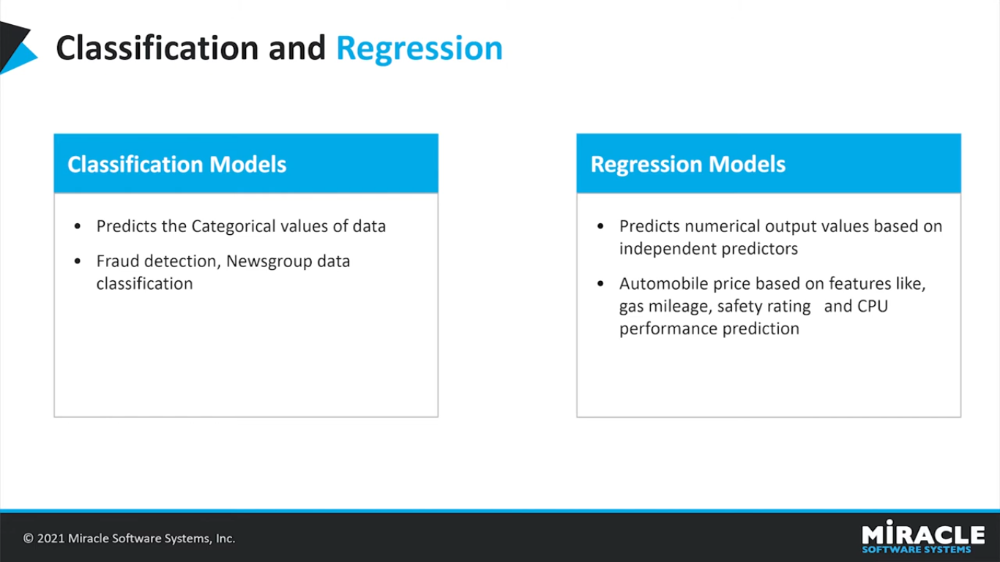 Classification and Regression
Classification Models
• Predicts the Categorical values of data
• Fraud detection, Newsgroup data
classification
Regression Models
• Predicts numerical output values based on
independent predictors
• Automobile price based on features like,
gas mileage, safety rating   and CPU
performance prediction
© 2021 Miracle Software Systems, Inc.
MiRACLE
SOFTWARE SYSTEMS